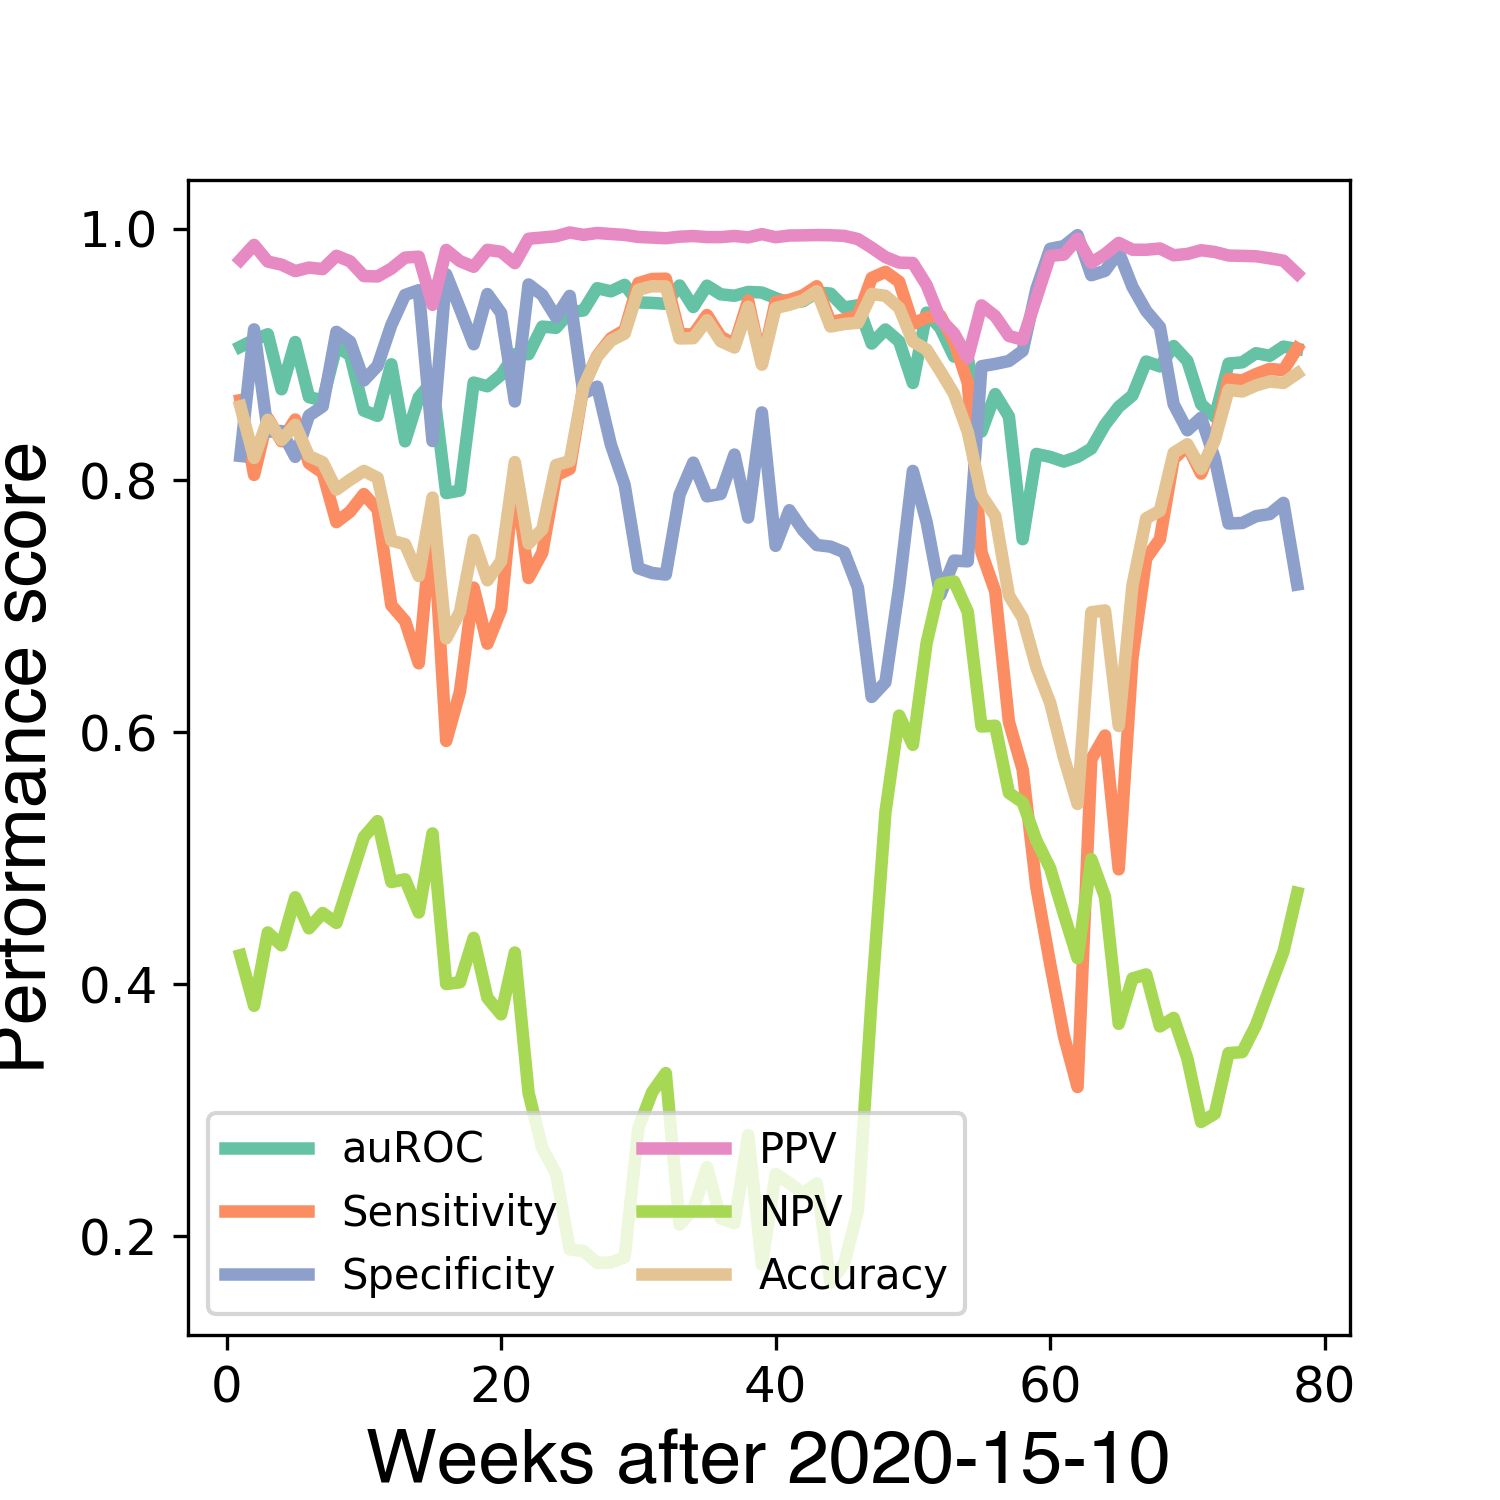 1.0
0.8
0.6
0.4
0.2
Performance score
auROC
Sensitivity
Specificity
PPV
NPV
Accuracy
0 20 40 60 80
Weeks after 2020-15-10